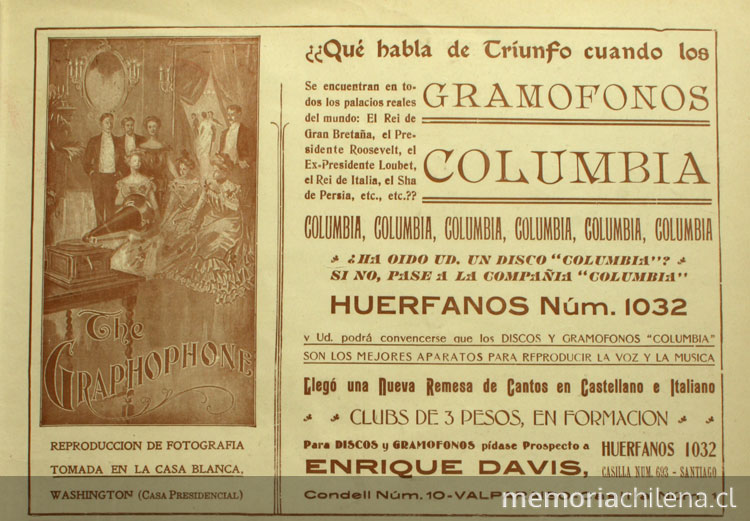 The
GRAPHOPHONE
REPRODUCCION DE FOTOGRAFIA
TOMADA EN LA CASA BLANCA,
WASHINGTON (CASA PRESIDENCIAL)
¿¿Qué habla de Triunfo cuando los
Se encuentran en to-
dos los palacios reales
del mundo: El Rei de
Gran Bretaña, el Pre-
sidente Roosevelt, el
Ex-Presidente Loubet,
el Rei de Italia, el Sha
de Persia, etc., etc.??
GRAMOFONOS
COLUMBIA
COLUMBIA, COLUMBIA, COLUMBIA, COLUMBIA, COLUMBIA, COLUMBIA
¿HA OIDO UD. UN DISCO "COLUMBIA"?
SI NO, PASE A LA COMPAÑIA "COLUMBIA"
HUERFANOS Núm. 1032
y Ud. podrá convencerse que los DISCOS Y GRAMOFONOS "COLUMBIA"
SON LOS MEJORES APARATOS PARA REPRODUCIR LA VOZ Y LA MUSICA
Llegó una Nueva Remesa de Cantos en Castellano e Italiano
CLUBS DE 3 PESOS, EN FORMACION
Para DISCOS y GRAMOFONOS pídase Prospecto a
ENRIQUE DAVIS,
HUERFANOS 1032
CASILLA NUM. 693 - SANTIAGO
Condell Núm. 10-
memoriachilena.cl